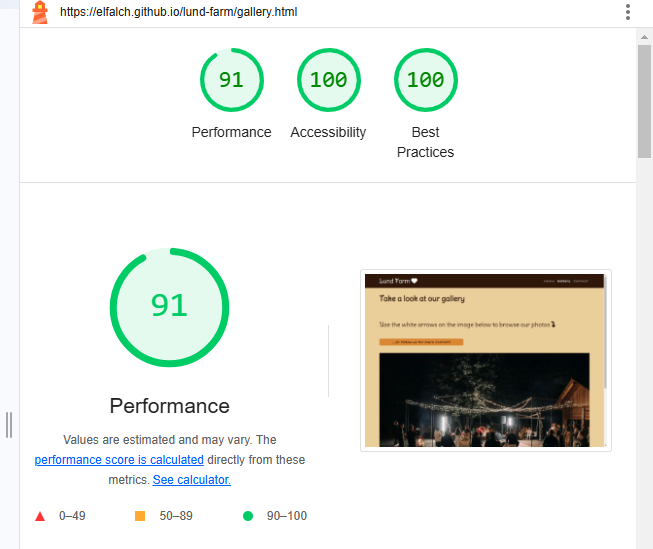 https://elfalch.github.io/lund-farm/gallery.html
91
100
100
Performance
Accessibility
Best
Practices
91
Performance
Values are estimated and may vary. The
performance score is calculated directly from these
metrics. See calculator.
0–49
50–89
90–100
Lund Farm
Home Gallery Contact
Take a look at our gallery
Use the white arrows on the image below to browse our photos